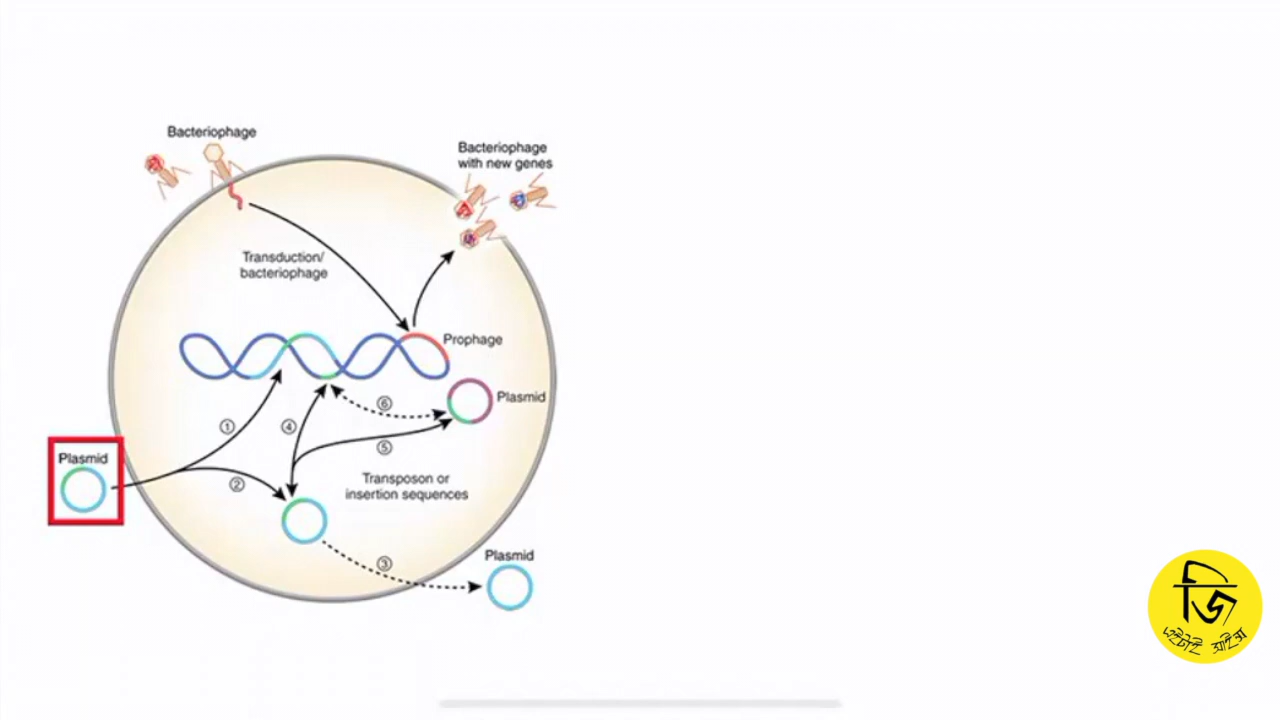 Bacteriophage
Bacteriophage
with new genes
Transduction/
bacteriophage
Prophage
Plasmid
⑥
①
④
⑤
Plasmid
②
Transposon or
insertion sequences
③
Plasmid
জি